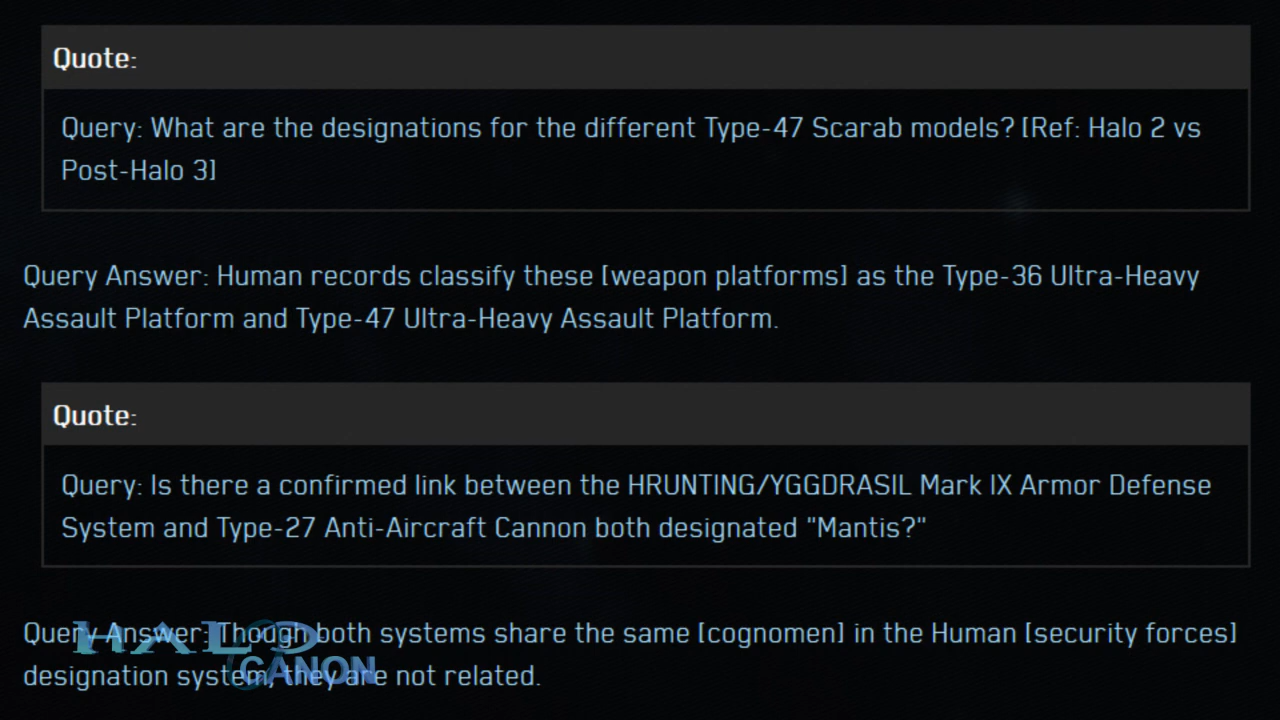 Quote:
Query: What are the designations for the different Type-47 Scarab models? [Ref: Halo 2 vs
Post-Halo 3]
Query Answer: Human records classify these [weapon platforms] as the Type-36 Ultra-Heavy
Assault Platform and Type-47 Ultra-Heavy Assault Platform.
Quote:
Query: Is there a confirmed link between the HRUNTING/YGGDRASIL Mark IX Armor Defense
System and Type-27 Anti-Aircraft Cannon both designated "Mantis?"
Query Answer: Though both systems share the same [cognomen] in the Human [security forces]
designation system, they are not related.
HALO
CANON